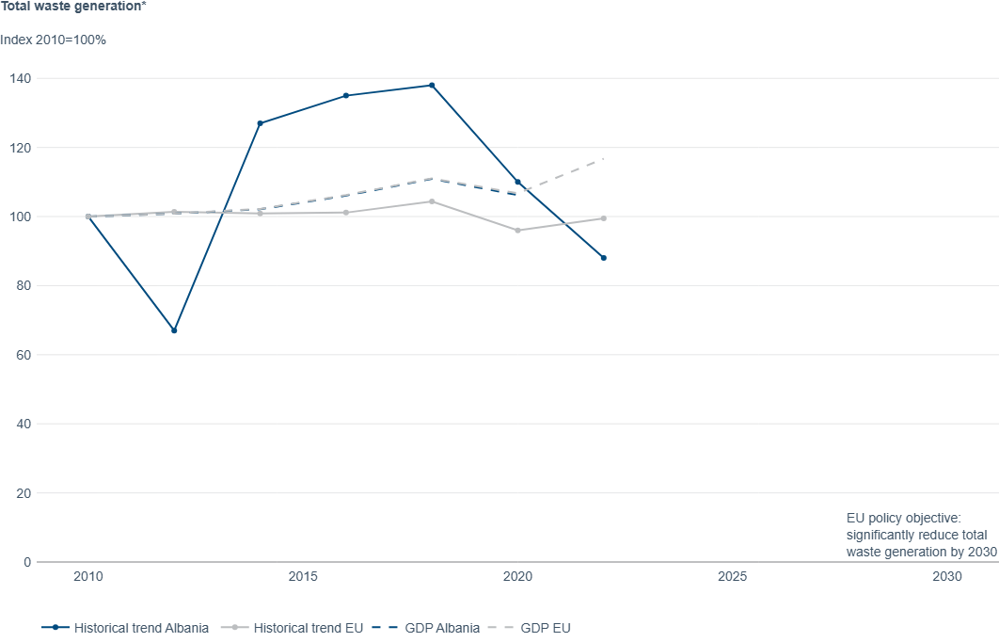 Total waste generation*
Index 2010=100%
140
120
100
80
60
40
20
0
EU policy objective:
significantly reduce total
waste generation by 2030
2010 2015 2020 2025 2030
Historical trend Albania Historical trend EU GDP Albania GDP EU